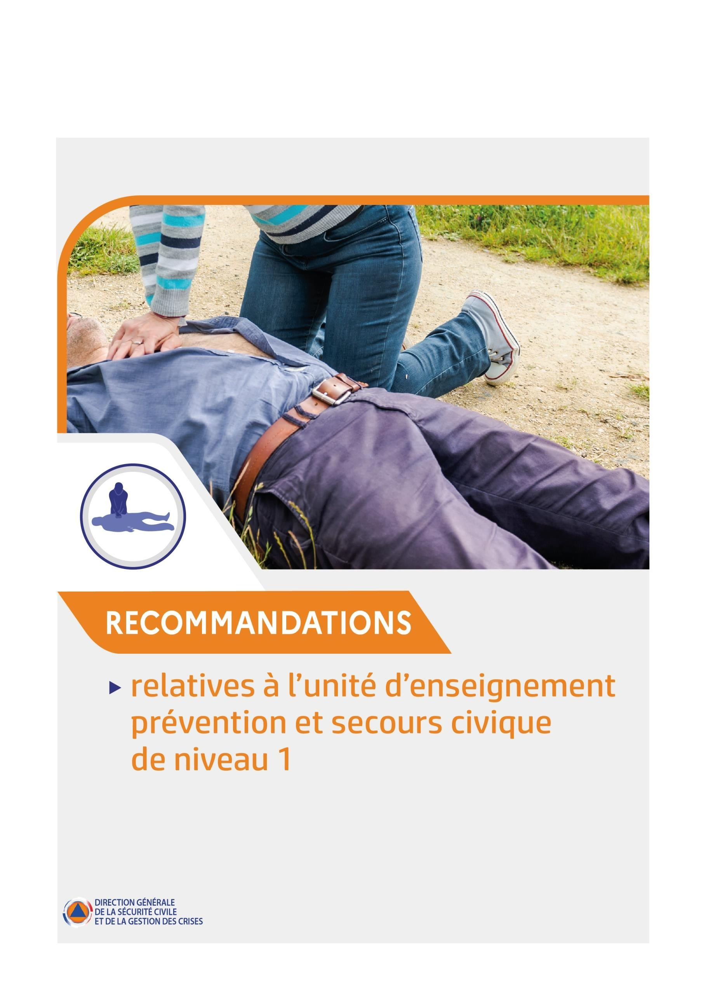 RECOMMANDATIONS
relatives à l’unité d’enseignement
prévention et secours civique
de niveau 1
DIRECTION GÉNÉRALE
DE LA SÉCURITÉ CIVILE
ET DE LA GESTION DES CRISES